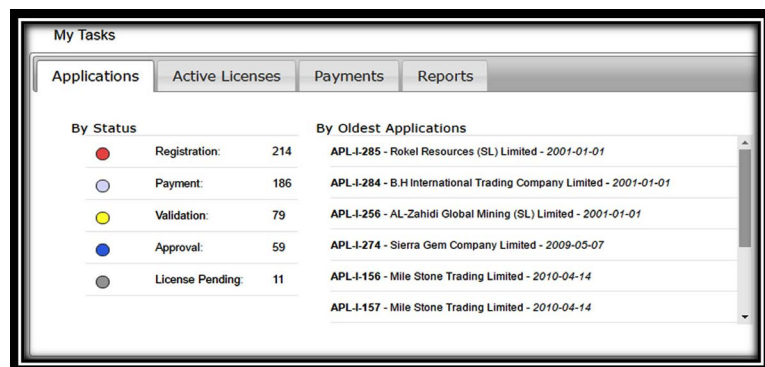 My Tasks
Applications Active Licenses Payments Reports
By Status
Registration: 214
Payment: 186
Validation: 79
Approval: 59
License Pending: 11
By Oldest Applications
APL-I-285 - Rokel Resources (SL) Limited - 2001-01-01
APL-I-284 - B.H International Trading Company Limited - 2001-01-01
APL-I-256 - AL-Zahidi Global Mining (SL) Limited - 2001-01-01
APL-I-274 - Sierra Gem Company Limited - 2009-05-07
APL-I-156 - Mile Stone Trading Limited - 2010-04-14
APL-I-157 - Mile Stone Trading Limited - 2010-04-14